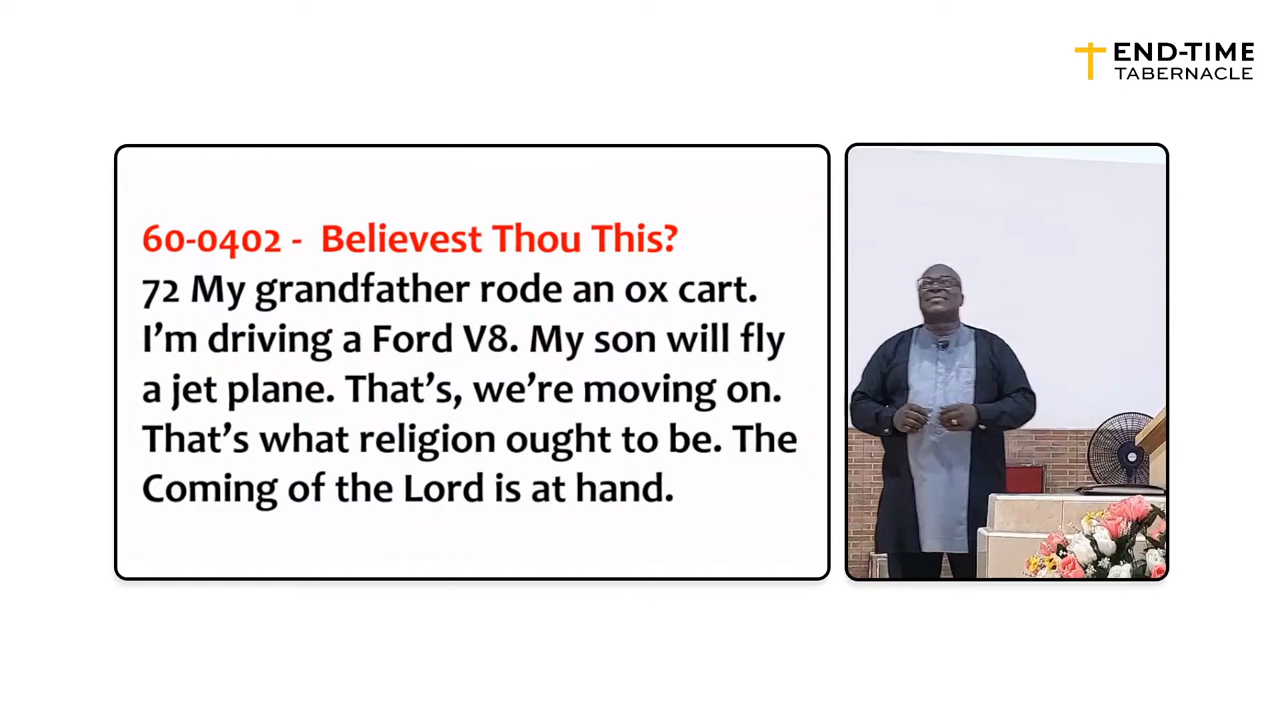 END-TIME
TABERNACLE
60-0402 - Believest Thou This?
72 My grandfather rode an ox cart.
I'm driving a Ford V8. My son will fly
a jet plane. That's, we're moving on.
That's what religion ought to be. The
Coming of the Lord is at hand.